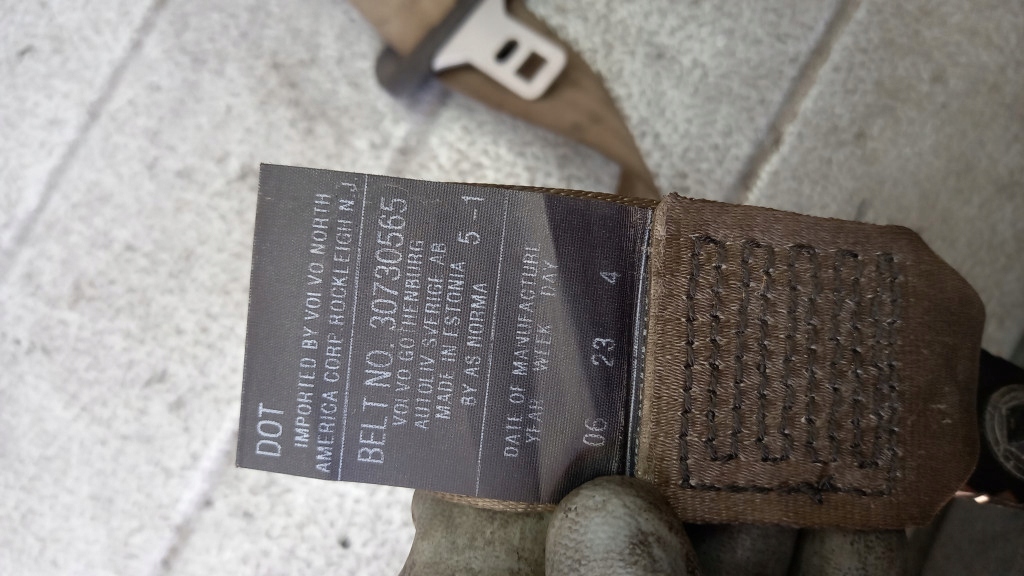 DOT
IMPORTED BY VOLVO NORTH
AMERICA CORP. ROCKLEIGH N.J
BELT NO. 30730565
VOLVO GOTHENBURG
AUTOLIV SVERIGE AB
MADE IN ESTONIA
BY AS NORMA 5-1
DATE OF MANUFACTURE
YEAR WEEK DAY
06 23 4